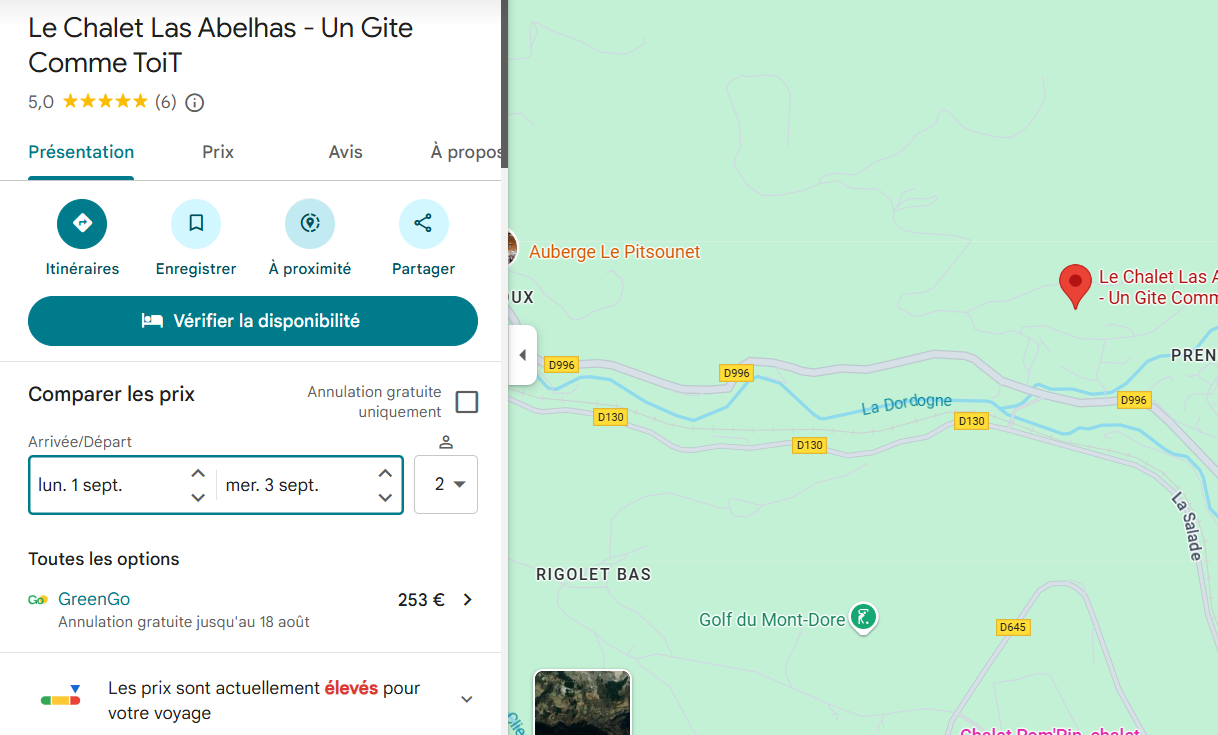 Le Chalet Las Abelhas - Un Gite
Comme ToiT
5,0 (6)
Présentation
Prix
Avis
À propos
Itinéraires
Enregistrer
À proximité
Partager
Vérifier la disponibilité
Comparer les prix
Annulation gratuite
uniquement
Arrivée/Départ
lun. 1 sept.
mer. 3 sept.
2
Toutes les options
GreenGo
253 €
Annulation gratuite jusqu'au 18 août
Les prix sont actuellement élevés pour
votre voyage
Auberge Le Pitsounet
OUX
Le Chalet Las A
- Un Gite Comm
PREN
D996
D996
D996
La Dordogne
D130
D130
D130
La Salade
RIGOLET BAS
Golf du Mont-Dore
D645
Clie
Chalet Pom'Pin, chalet